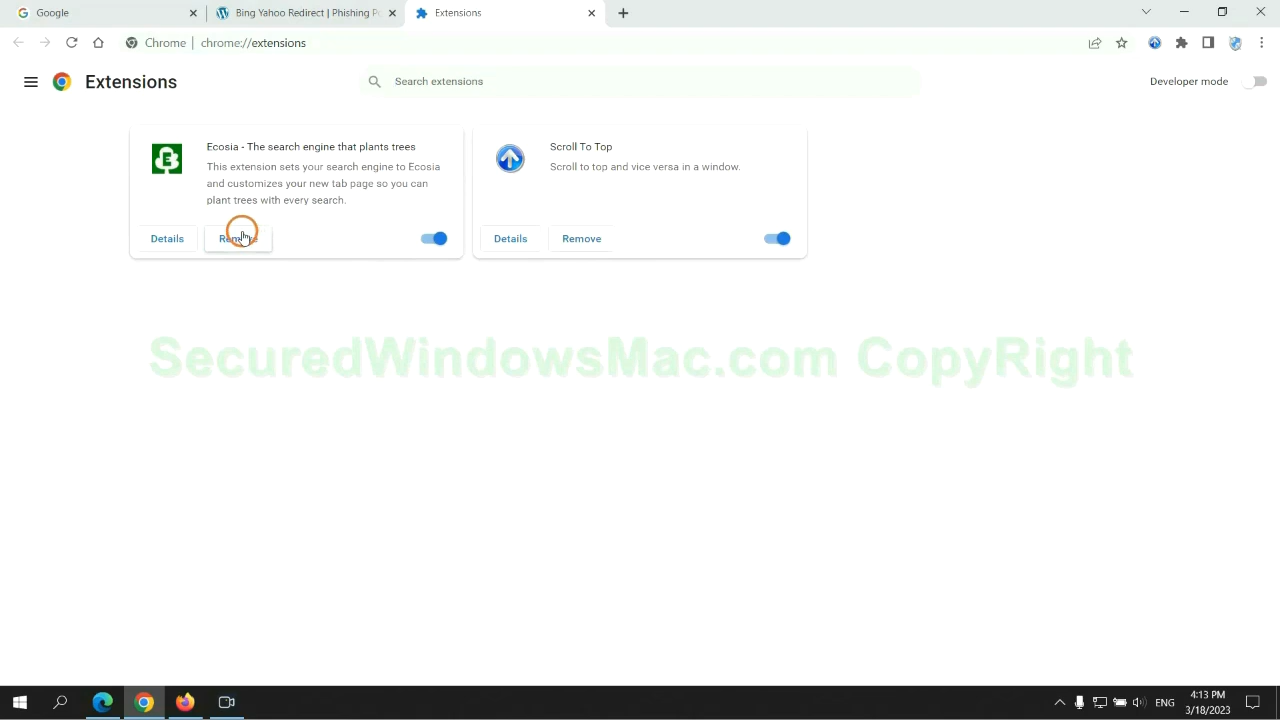 Google
Bing Yahoo Redirect | Phishing Po
Extensions
Chrome
chrome://extensions
Extensions
Search extensions
Developer mode
Ecosia - The search engine that plants trees
This extension sets your search engine to Ecosia
and customizes your new tab page so you can
plant trees with every search.
Details
Remove
Scroll To Top
Scroll to top and vice versa in a window.
Details
Remove
SecuredWindowsMac.com CopyRight
ENG
4:13 PM
3/18/2023